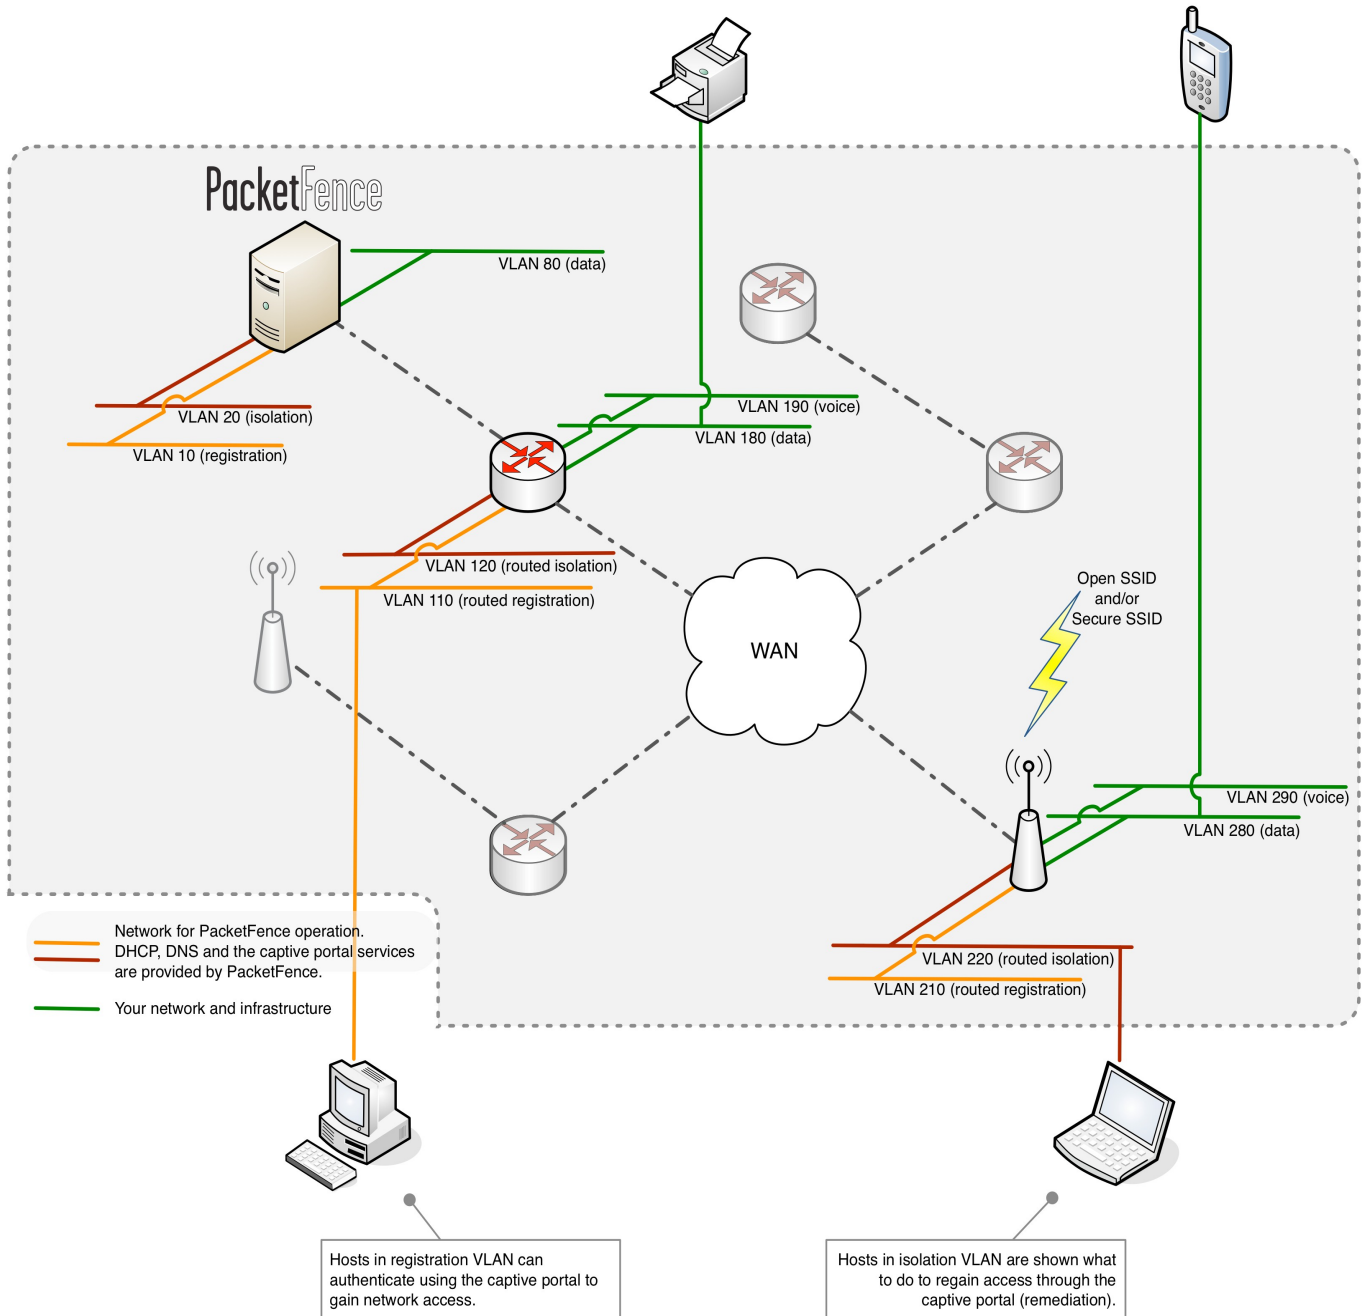 PacketFence
VLAN 80 (data)
VLAN 190 (voice)
VLAN 20 (isolation)
VLAN 180 (data)
VLAN 10 (registration)
VLAN 120 (routed isolation)
VLAN 110 (routed registration)
Open SSID
and/or
Secure SSID
WAN
VLAN 290 (voice)
VLAN 280 (data)
Network for PacketFence operation.
DHCP, DNS and the captive portal services
are provided by PacketFence.
Your network and infrastructure
VLAN 220 (routed isolation)
VLAN 210 (routed registration)
Hosts in registration VLAN can
authenticate using the captive portal to
gain network access.
Hosts in isolation VLAN are shown what
to do to regain access through the
captive portal (remediation).